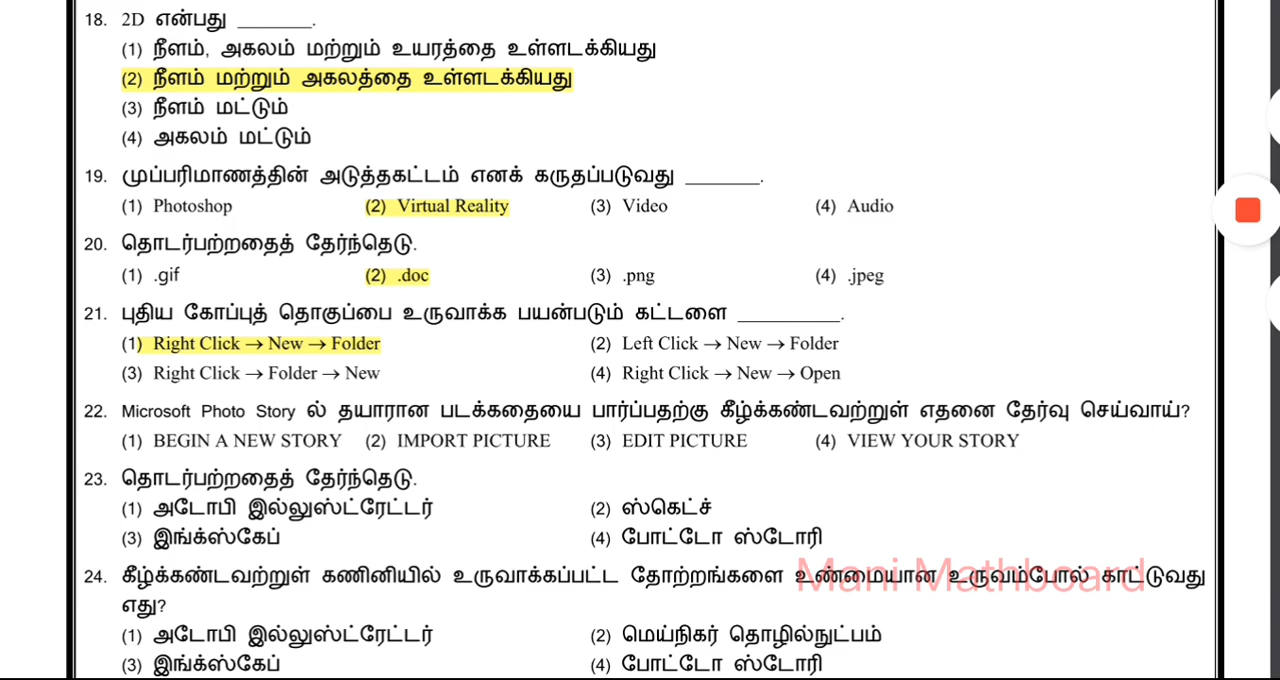 18. 2D என்பது ________.
(1) நீளம், அகலம் மற்றும் உயரத்தை உள்ளடக்கியது
(2) நீளம் மற்றும் அகலத்தை உள்ளடக்கியது
(3) நீளம் மட்டும்
(4) அகலம் மட்டும்
19. முப்பரிமாணத்தின் அடுத்தகட்டம் எனக் கருதப்படுவது ________.
(1) Photoshop (2) Virtual Reality (3) Video (4) Audio
20. தொடர்பற்றதைத் தேர்ந்தெடு.
(1) .gif (2) .doc (3) .png (4) .jpeg
21. புதிய கோப்புத் தொகுப்பை உருவாக்க பயன்படும் கட்டளை ___________.
(1) Right Click → New → Folder (2) Left Click → New → Folder
(3) Right Click → Folder → New (4) Right Click → New → Open
22. Microsoft Photo Story ல் தயாரான படக்கதையை பார்ப்பதற்கு கீழ்க்கண்டவற்றுள் எதனை தேர்வு செய்வாய்?
(1) BEGIN A NEW STORY (2) IMPORT PICTURE (3) EDIT PICTURE (4) VIEW YOUR STORY
23. தொடர்பற்றதைத் தேர்ந்தெடு.
(1) அடோபி இல்லுஸ்ட்ரேட்டர் (2) ஸ்கெட்ச்
(3) இங்க்ஸ்கேப் (4) போட்டோ ஸ்டோரி
Mani Mathboard
24. கீழ்க்கண்டவற்றுள் கணினியில் உருவாக்கப்பட்ட தோற்றங்களை உண்மையான உருவம்போல் காட்டுவது
எது?
(1) அடோபி இல்லுஸ்ட்ரேட்டர் (2) மெய்நிகர் தொழில்நுட்பம்
(3) இங்க்ஸ்கேப் (4) போட்டோ ஸ்டோரி